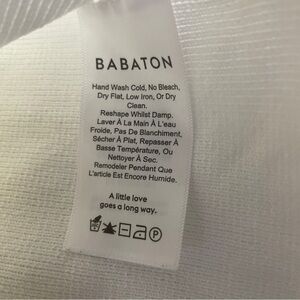 BABATON
Hand Wash Cold, No Bleach,
Dry Flat, Low Iron, Or Dry
Clean.
Reshape Whilst Damp.
Laver À La Main À L'eau
Froide, Pas De Blanchiment,
Sécher À Plat, Repasser À
Basse Température, Ou
Nettoyer À Sec.
Remodeler Pendant Que
L'article Est Encore Humide.
A little love
goes a long way.
P